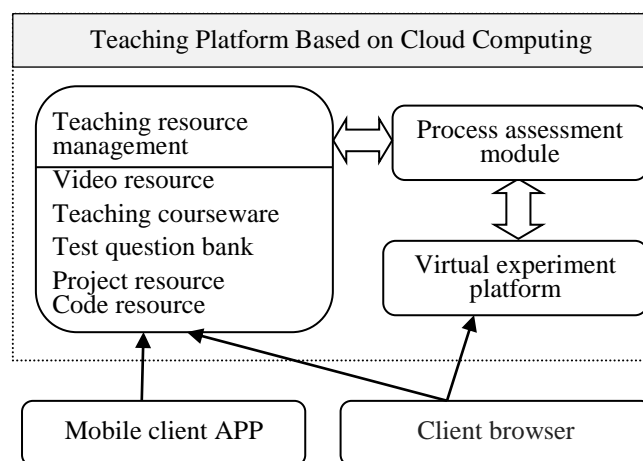 Teaching Platform Based on Cloud Computing
Teaching resource
management
Video resource
Teaching courseware
Test question bank
Project resource
Code resource
Process assessment
module
Virtual experiment
platform
Mobile client APP
Client browser